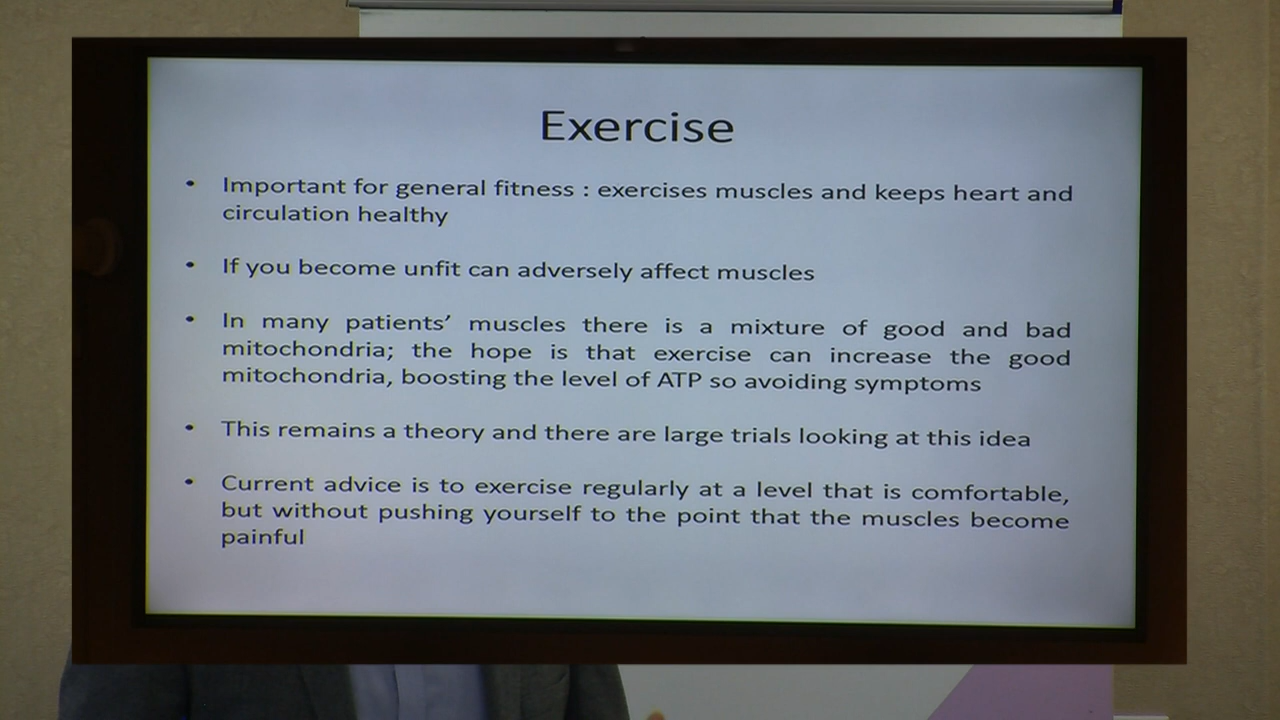 Exercise
• Important for general fitness : exercises muscles and keeps heart and
circulation healthy
• If you become unfit can adversely affect muscles
• In many patients’ muscles there is a mixture of good and bad
mitochondria; the hope is that exercise can increase the good
mitochondria, boosting the level of ATP so avoiding symptoms
• This remains a theory and there are large trials looking at this idea
• Current advice is to exercise regularly at a level that is comfortable,
but without pushing yourself to the point that the muscles become
painful